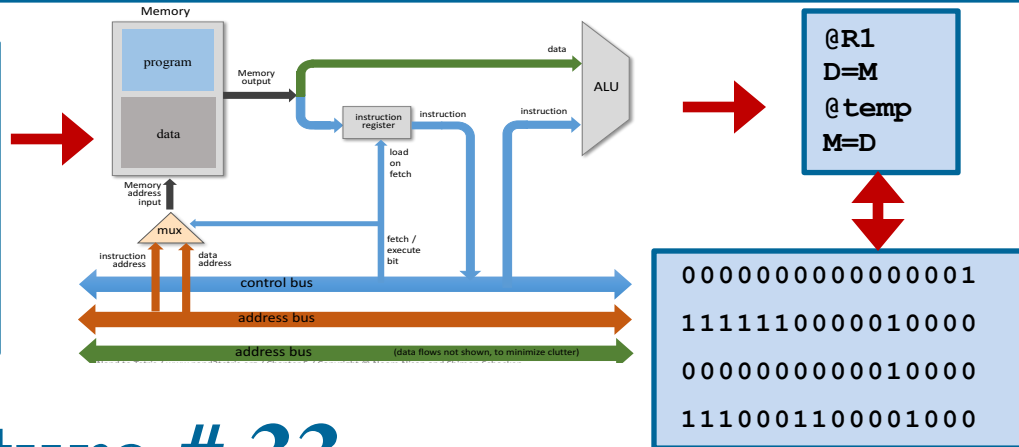 Memory
program
data
Memory
output
instruction
register
instruction
data
ALU
instruction
load
on
fetch
Memory
address
input
mux
instruction
address
data
address
fetch /
execute
bit
control bus
address bus
address bus
(data flows not shown, to minimize clutter)
@R1
D=M
@temp
M=D
0000000000000001
1111110000010000
0000000000010000
1110001100001000
# 23